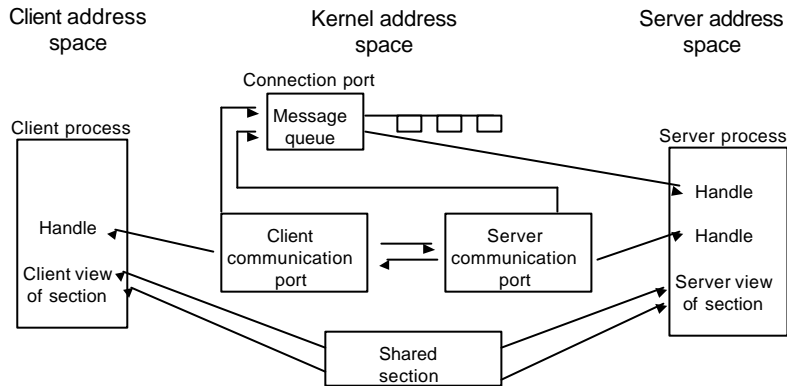 Client address
space
Kernel address
space
Server address
space
Connection port
Message
queue
Client process
Server process
Handle
Handle
Client
communication
port
Server
communication
port
Handle
Client view
of section
Server view
of section
Shared
section